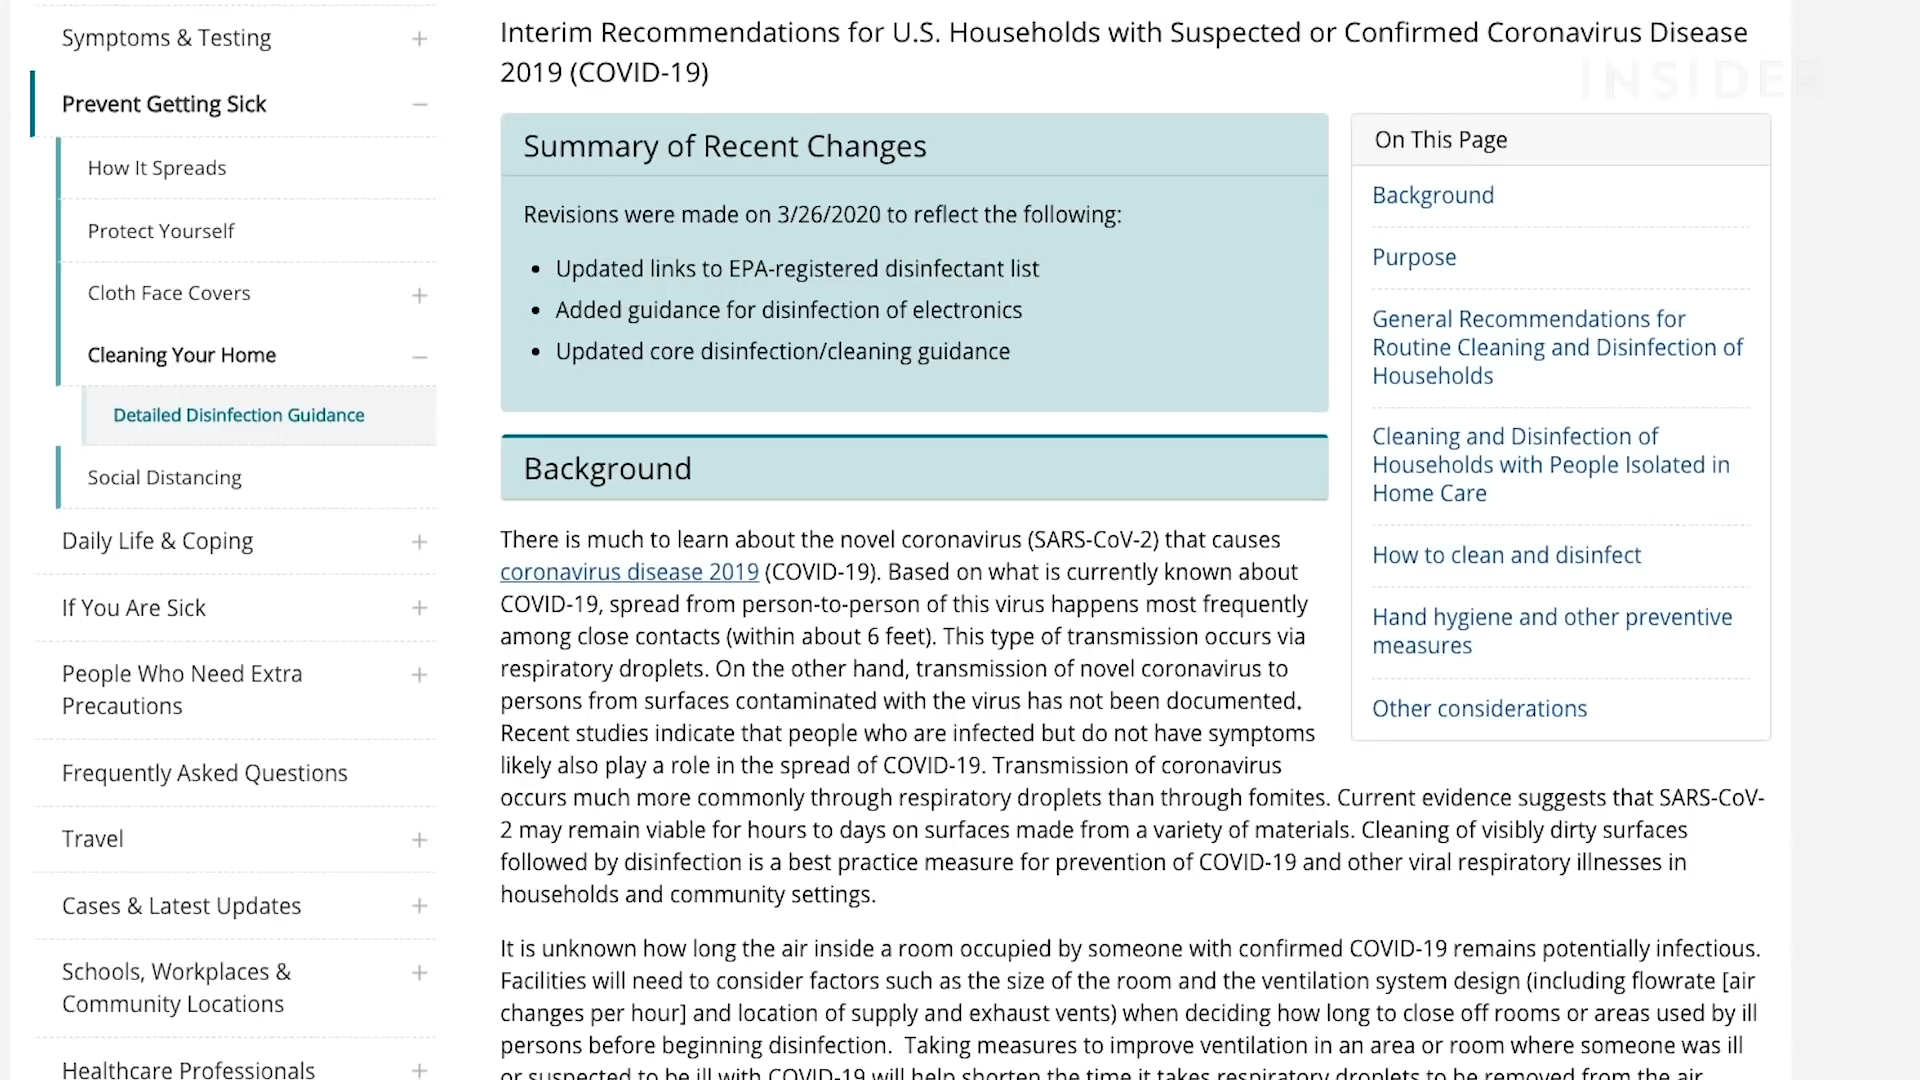 Symptoms & Testing
Prevent Getting Sick
How It Spreads
Protect Yourself
Cloth Face Covers
Cleaning Your Home
Detailed Disinfection Guidance
Social Distancing
Daily Life & Coping
If You Are Sick
People Who Need Extra
Precautions
Frequently Asked Questions
Travel
Cases & Latest Updates
Schools, Workplaces &
Community Locations
Healthcare Professionals
Interim Recommendations for U.S. Households with Suspected or Confirmed Coronavirus Disease
2019 (COVID-19)
INSIDER
Summary of Recent Changes
Revisions were made on 3/26/2020 to reflect the following:
• Updated links to EPA-registered disinfectant list
• Added guidance for disinfection of electronics
• Updated core disinfection/cleaning guidance
On This Page
Background
Purpose
General Recommendations for
Routine Cleaning and Disinfection of
Households
Cleaning and Disinfection of
Households with People Isolated in
Home Care
How to clean and disinfect
Hand hygiene and other preventive
measures
Other considerations
Background
There is much to learn about the novel coronavirus (SARS-CoV-2) that causes
coronavirus disease 2019 (COVID-19). Based on what is currently known about
COVID-19, spread from person-to-person of this virus happens most frequently
among close contacts (within about 6 feet). This type of transmission occurs via
respiratory droplets. On the other hand, transmission of novel coronavirus to
persons from surfaces contaminated with the virus has not been documented.
Recent studies indicate that people who are infected but do not have symptoms
likely also play a role in the spread of COVID-19. Transmission of coronavirus
occurs much more commonly through respiratory droplets than through fomites. Current evidence suggests that SARS-CoV-
2 may remain viable for hours to days on surfaces made from a variety of materials. Cleaning of visibly dirty surfaces
followed by disinfection is a best practice measure for prevention of COVID-19 and other viral respiratory illnesses in
households and community settings.
It is unknown how long the air inside a room occupied by someone with confirmed COVID-19 remains potentially infectious.
Facilities will need to consider factors such as the size of the room and the ventilation system design (including flowrate [air
changes per hour] and location of supply and exhaust vents) when deciding how long to close off rooms or areas used by ill
persons before beginning disinfection. Taking measures to improve ventilation in an area or room where someone was ill
or suspected to be ill with COVID-19 will help shorten the time it takes respiratory droplets to be removed from the air.